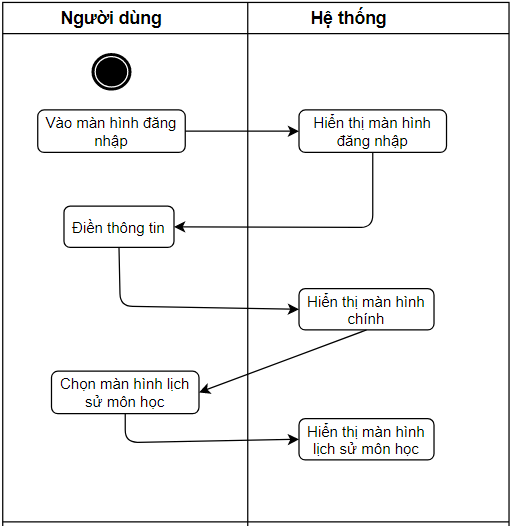 Người dùng
Hệ thống
Vào màn hình đăng
nhập
Hiển thị màn hình
đăng nhập
Điền thông tin
Hiển thị màn hình
chính
Chọn màn hình lịch
sử môn học
Hiển thị màn hình
lịch sử môn học